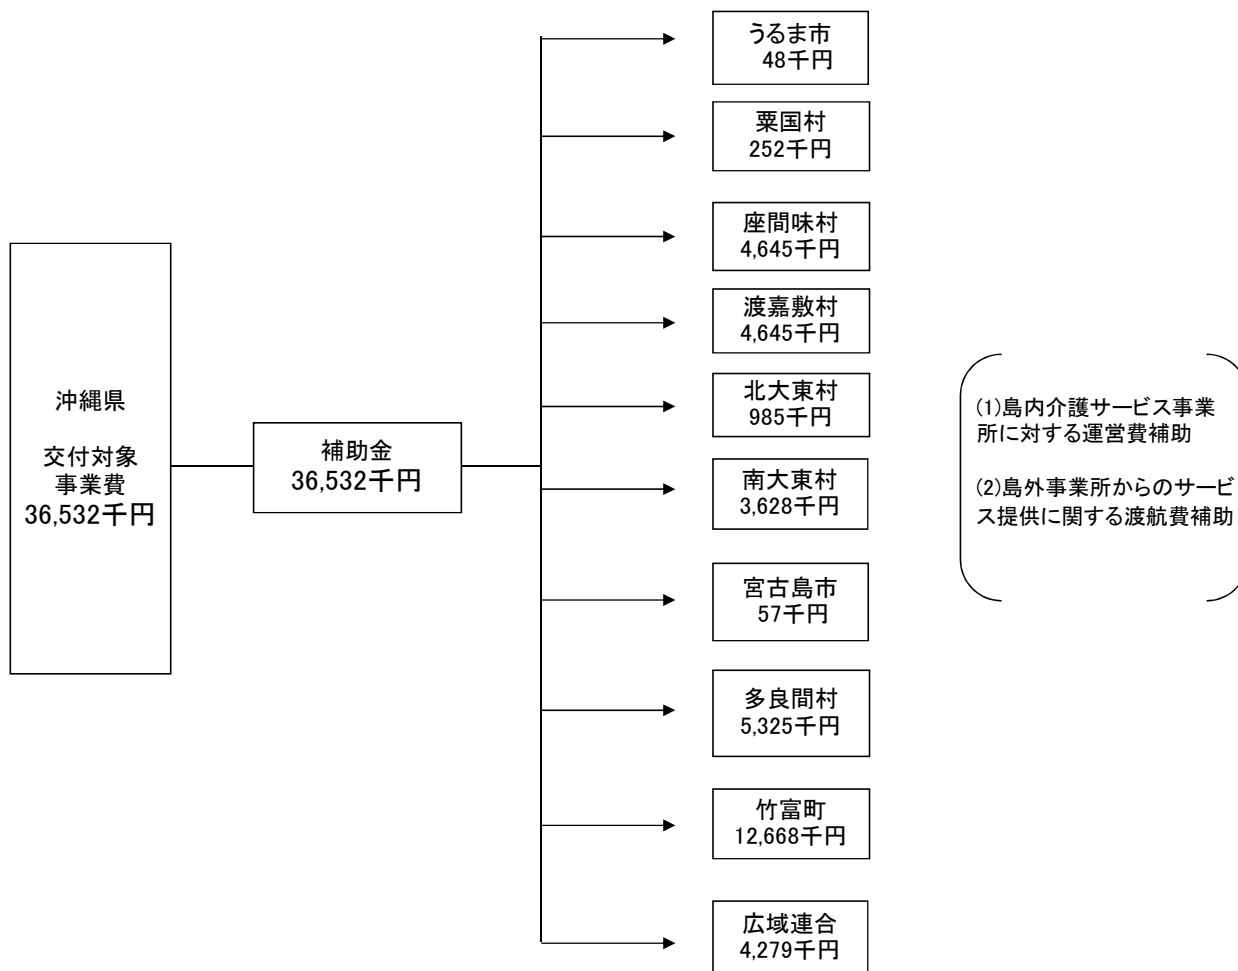 沖縄県
交付対象
事業費
36,532千円
補助金
36,532千円
うるま市
48千円
粟国村
252千円
座間味村
4,645千円
渡嘉敷村
4,645千円
北大東村
985千円
南大東村
3,628千円
宮古島市
57千円
多良間村
5,325千円
竹富町
12,668千円
広域連合
4,279千円
(1)島内介護サービス事業
所に対する運営費補助
(2)島外事業所からのサービ
ス提供に関する渡航費補助